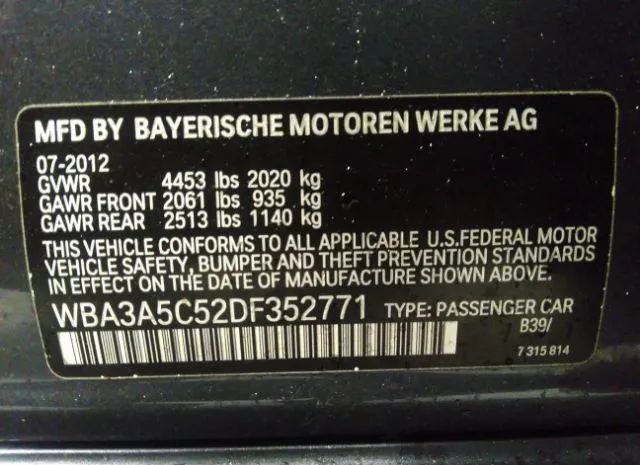 MFD BY BAYERISCHE MOTOREN WERKE AG
07-2012
GVWR 4453 lbs 2020 kg
GAWR FRONT 2061 lbs 935 kg
GAWR REAR 2513 lbs 1140 kg
THIS VEHICLE CONFORMS TO ALL APPLICABLE U.S.FEDERAL MOTOR
VEHICLE SAFETY, BUMPER AND THEFT PREVENTION STANDARDS
IN EFFECT ON THE DATE OF MANUFACTURE SHOWN ABOVE.
WBA3A5C52DF352771 TYPE: PASSENGER CAR
B39/
7 315 814